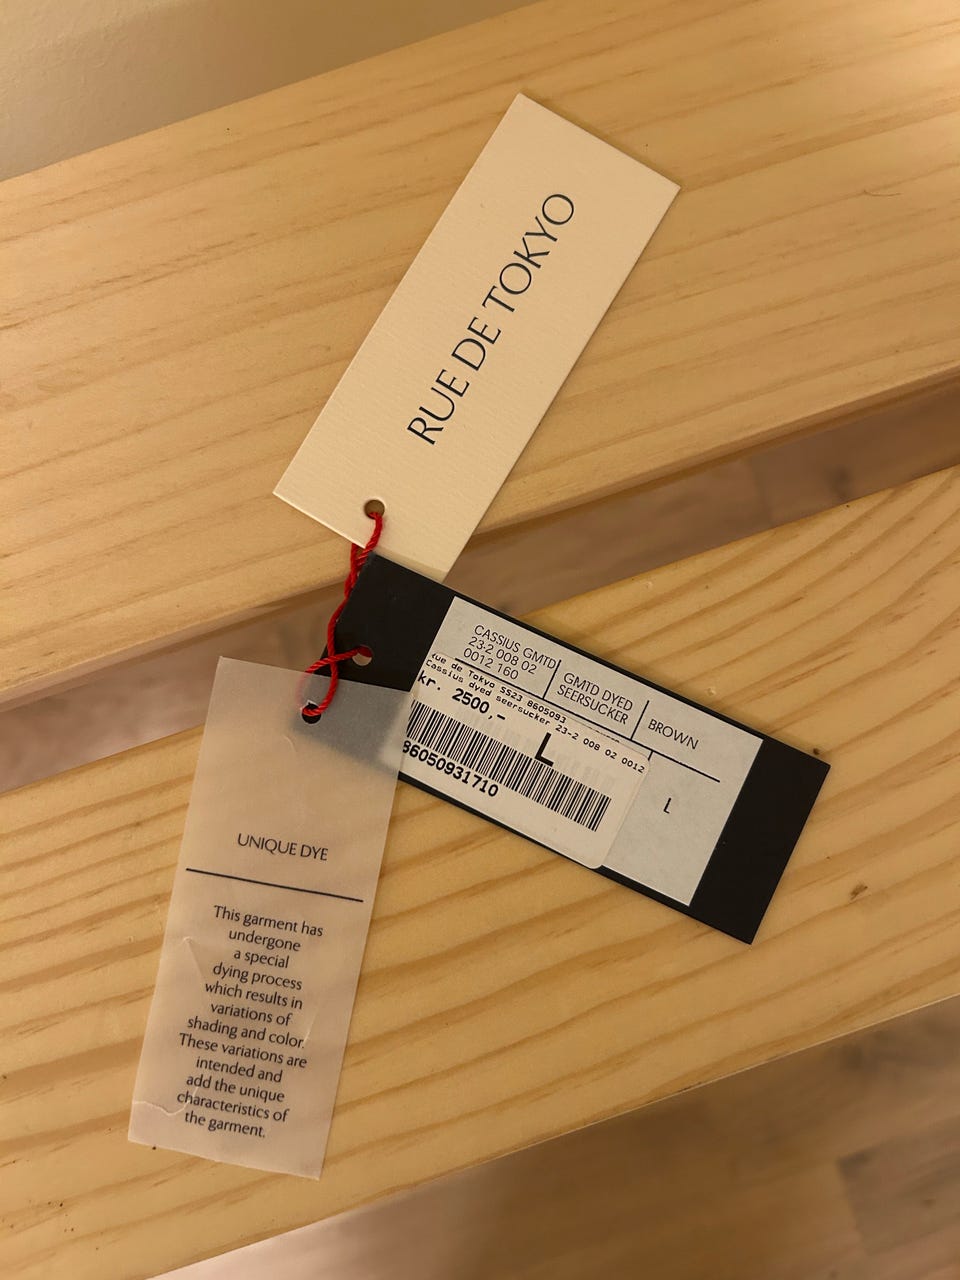 RUE DE TOKYO
CASSIUS GMTD
23-2 008 02
0012 160
GMTD DYED
SEERSUCKER
BROWN
L
Rue de Tokyo SS23 8605093
Cassius dyed seersucker 23-2 008 02 0012
kr. 2500,-
L
86050931710
UNIQUE DYE
This garment has
undergone
a special
dying process
which results in
variations of
shading and color.
These variations are
intended and
add the unique
characteristics of
the garment.